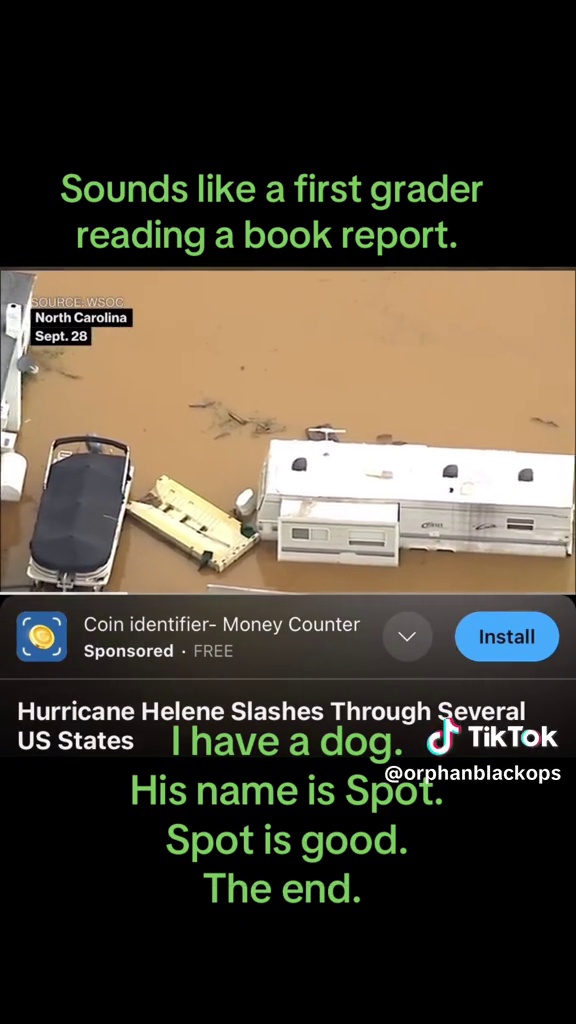 Sounds like a first grader
reading a book report.
SOURCE: WSOC
North Carolina
Sept. 28
Coin identifier- Money Counter
Sponsored · FREE
Install
Hurricane Helene Slashes Through Several
US States
I have a dog.
TikTok
@orphanblackops
His name is Spot.
Spot is good.
The end.